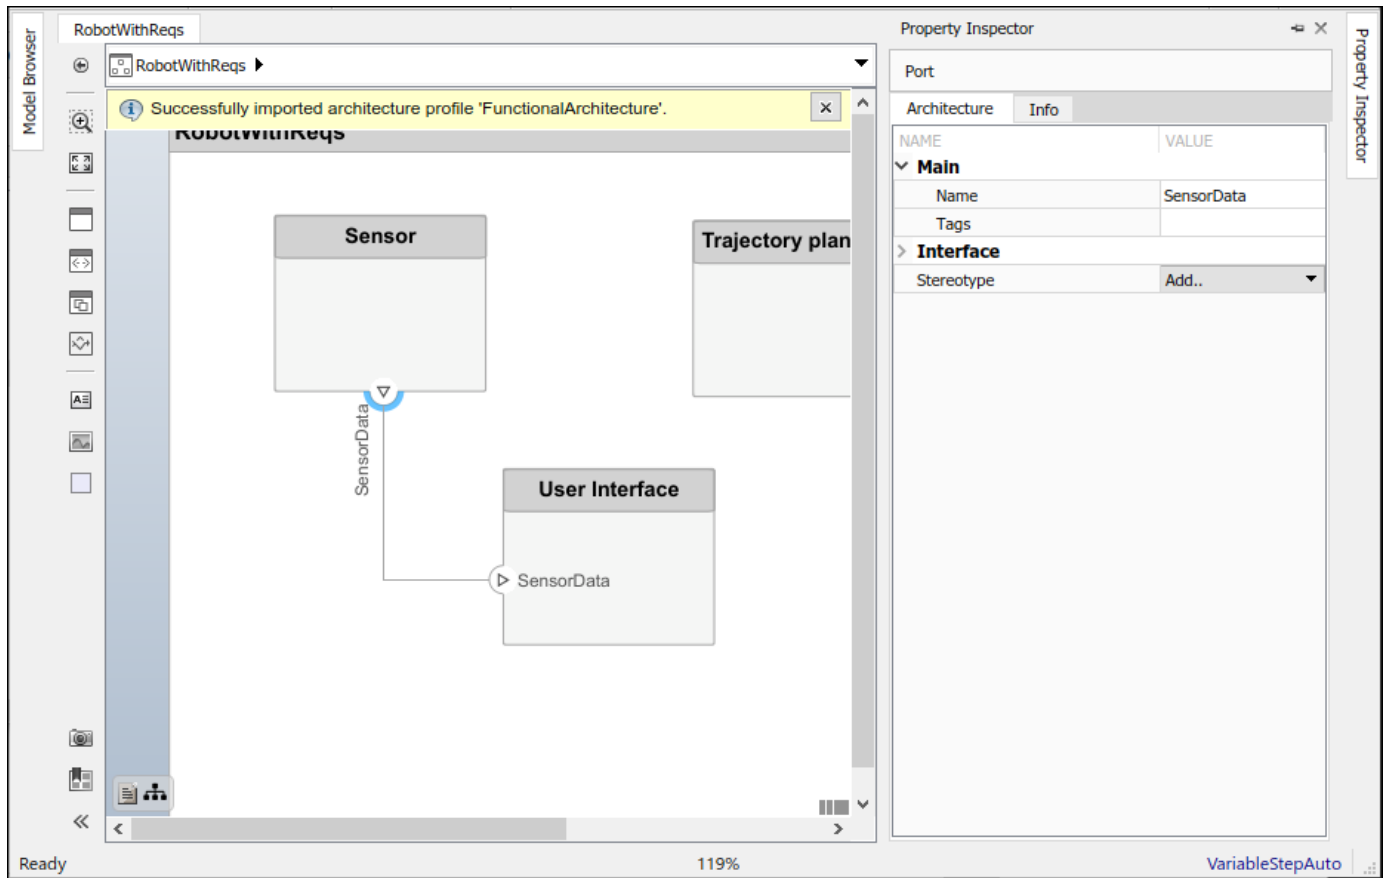 Model Browser
RobotWithReqs
RobotWithReqs
Successfully imported architecture profile 'FunctionalArchitecture'.
RobotWithReqs
Sensor
Trajectory plan
SensorData
User Interface
SensorData
Property Inspector
Port
Architecture Info
NAME VALUE
Main
Name SensorData
Tags
Interface
Stereotype Add..
Property Inspector
Ready 119% VariableStepAuto